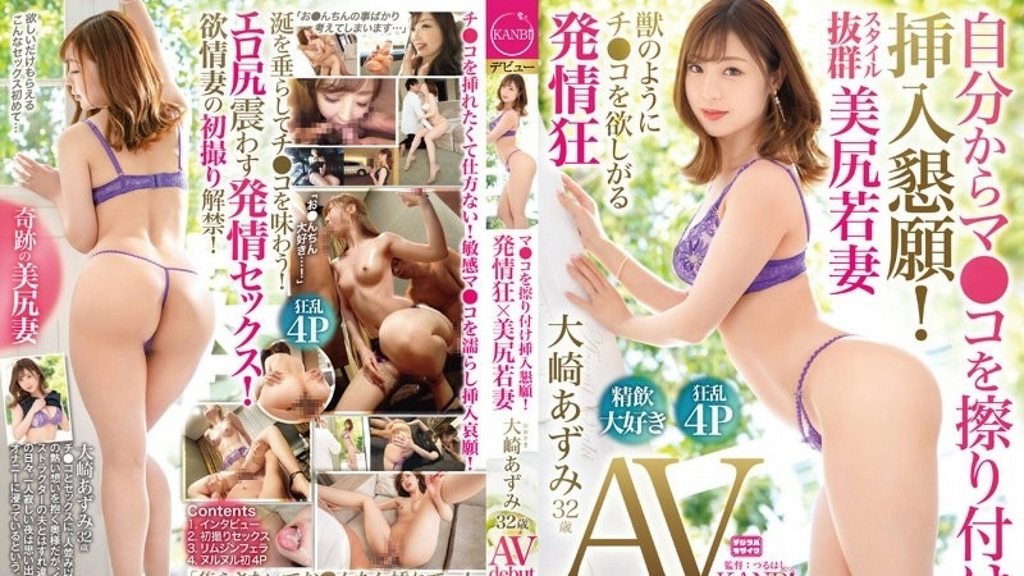 欲しいだけもらえる
こんなセックス初めて…
奇跡の美尻妻
大崎あずみ32歳
エロ尻震わす発情セックス!
欲情妻の初撮り解禁!
涎を垂らしてチ●コを味わう!
チ●コを挿れたくて仕方ない!敏感マ●コを濡らし挿入哀願!
「お●んちんの事ばかり
考えてしまいます…」
「お●んちん
大好き…!」
狂乱
4P
Contents
1. インタビュー
2. 初撮りセックス
3. リムジンフェラ
4. ヌルヌル初4P
KANBi
デビュー
マ●コを擦り付け挿入懇願!
発情狂×美尻若妻
大崎あずみ
32歳
AV
debut
自分からマ●コを擦り付け
挿入懇願!
スタイル
抜群
美尻若妻
獣のように
チ●コを欲しがる
発情狂
大崎あずみ32歳
精飲
大好き
狂乱
4P
AV
デジタル
モザイク
監督:つるはし
KANBi